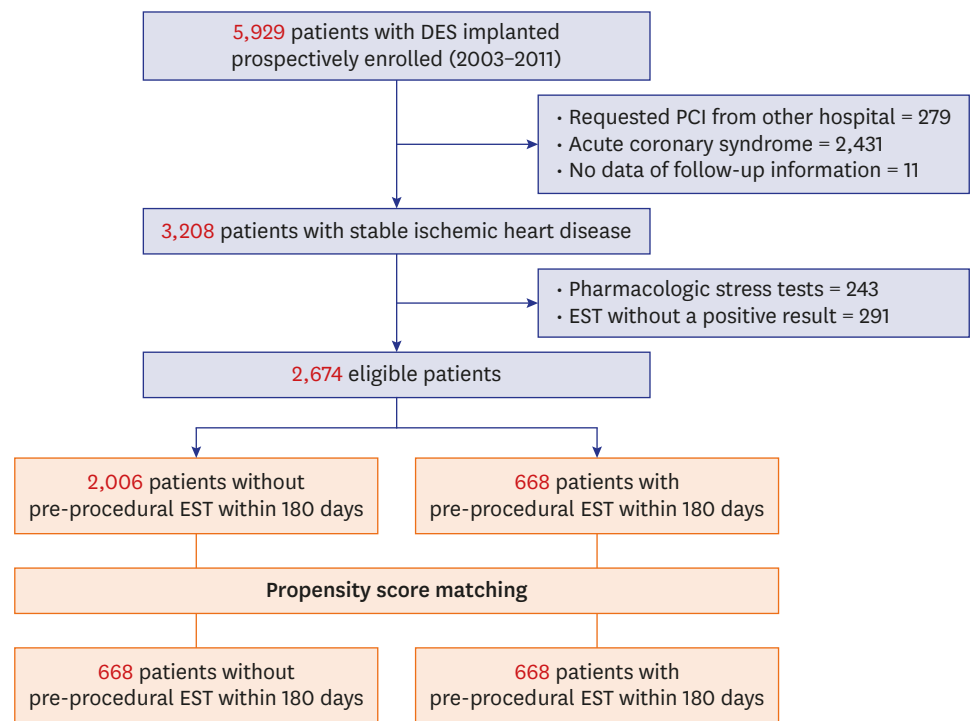 5,929 patients with DES implanted
prospectively enrolled (2003–2011)
· Requested PCI from other hospital = 279
· Acute coronary syndrome = 2,431
· No data of follow-up information = 11
3,208 patients with stable ischemic heart disease
· Pharmacologic stress tests = 243
· EST without a positive result = 291
2,674 eligible patients
2,006 patients without
pre-procedural EST within 180 days
668 patients with
pre-procedural EST within 180 days
Propensity score matching
668 patients without
pre-procedural EST within 180 days
668 patients with
pre-procedural EST within 180 days